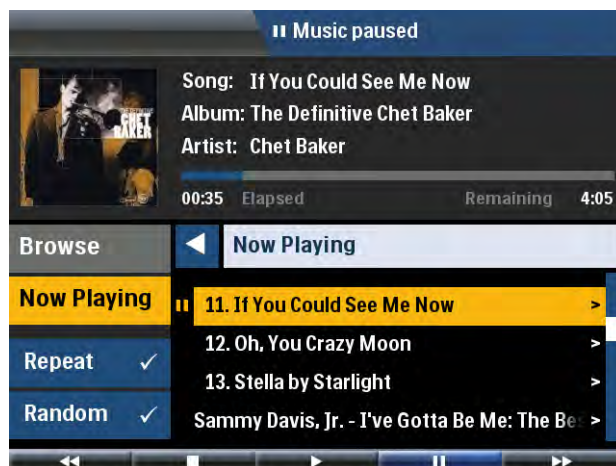 Music paused
Song: If You Could See Me Now
Album: The Definitive Chet Baker
Artist: Chet Baker
CHET
BAKER
00:35 Elapsed Remaining 4:05
Browse
Now Playing
Now Playing
11. If You Could See Me Now >
12. Oh, You Crazy Moon >
Repeat ✓
13. Stella by Starlight >
Random ✓
Sammy Davis, Jr. - I've Gotta Be Me: The Be >